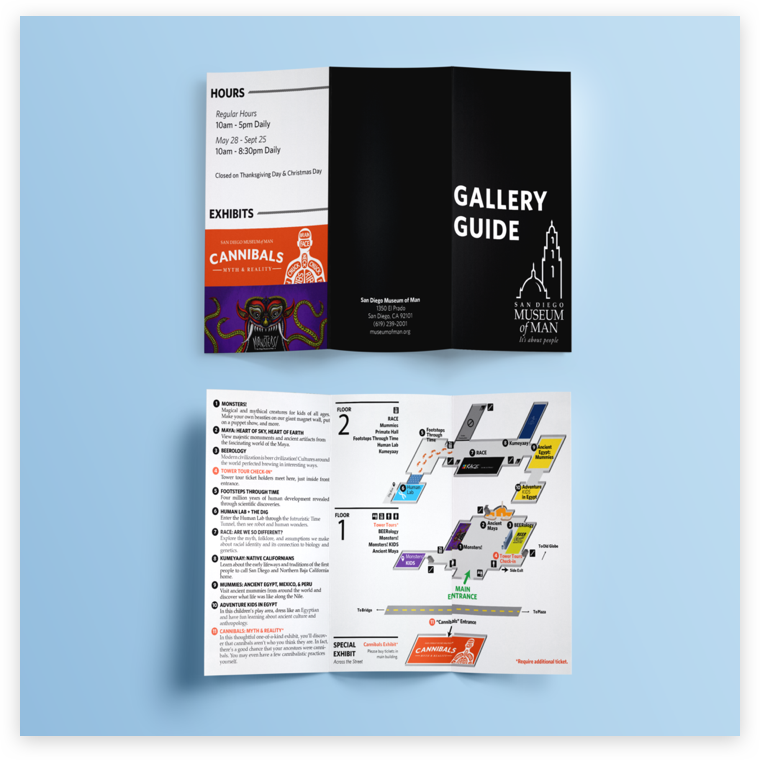 HOURS
Regular Hours
10am - 5pm Daily
May 28 - Sept 25
10am - 8:30pm Daily
Closed on Thanksgiving Day & Christmas Day
EXHIBITS
SAN DIEGO MUSEUM of MAN
CANNIBALS
MYTH & REALITY
MONSTERS!
San Diego Museum of Man
1350 El Prado
San Diego, CA 92101
(619) 239-2001
museumofman.org
GALLERY
GUIDE
SAN DIEGO
MUSEUM
of MAN
It's about people
1 MONSTERS!
Magical and mythical creatures for kids of all ages.
Make your own beasties on our giant magnet wall, put
on a puppet show, and more.
2 MAYA: HEART OF SKY, HEART OF EARTH
View majestic monuments and ancient artifacts from
the fascinating world of the Maya.
3 BEEROLOGY
Modern civilization is beer civilization! Cultures around
the world perfected brewing in interesting ways.
4 TOWER TOUR CHECK-IN*
Tower tour ticket holders meet here, just inside front
entrance.
5 FOOTSTEPS THROUGH TIME
Four million years of human development revealed
through scientific discoveries.
6 HUMAN LAB + THE DIG
Enter the Human Lab through the futuristic Time
Tunnel, then see robot and human wonders.
7 RACE: ARE WE SO DIFFERENT?
Explore the myth, folklore, and assumptions we make
about racial identity and its connection to biology and
genetics.
8 KUMEYAAY: NATIVE CALIFORNIANS
Learn about the early lifeways and traditions of the first
people to call San Diego and Northern Baja California
home.
9 MUMMIES: ANCIENT EGYPT, MEXICO, & PERU
Visit ancient mummies from around the world and
discover what life was like along the Nile.
10 ADVENTURE KIDS IN EGYPT
In this children's play area, dress like an Egyptian
and have fun learning about ancient culture and
anthropology.
11 CANNIBALS: MYTH & REALITY*
In this thoughtful one-of-a-kind exhibit, you'll discov-
er that cannibals aren't who you think they are. In fact,
there's a good chance that your ancestors were canni-
bals. You may even have a few cannibalistic practices
yourself.
FLOOR
2
RACE
Mummies
Primate Hall
Footsteps Through Time
Human Lab
Kumeyaay
5 Footsteps
Through
Time
8 Kumeyaay
7 RACE
RACE
9 Ancient
Egypt:
Mummies
6 Human
Lab
10 Adventure
KIDS
in Egypt
FLOOR
1
Tower Tours*
BEERology
Monsters!
Monsters! KIDS
Ancient Maya
2 Ancient
Maya
3 BEERology
1 Monsters!
Monsters!
KIDS
4 Tower Tours
Check-in
To Old Globe
Side Exit
MAIN
ENTRANCE
To Bridge
To Plaza
11 "Cannibals" Entrance
SPECIAL
EXHIBIT
Across the Street
Cannibals Exhibit*
Please buy tickets in
main building
CANNIBALS
*Require additional ticket.